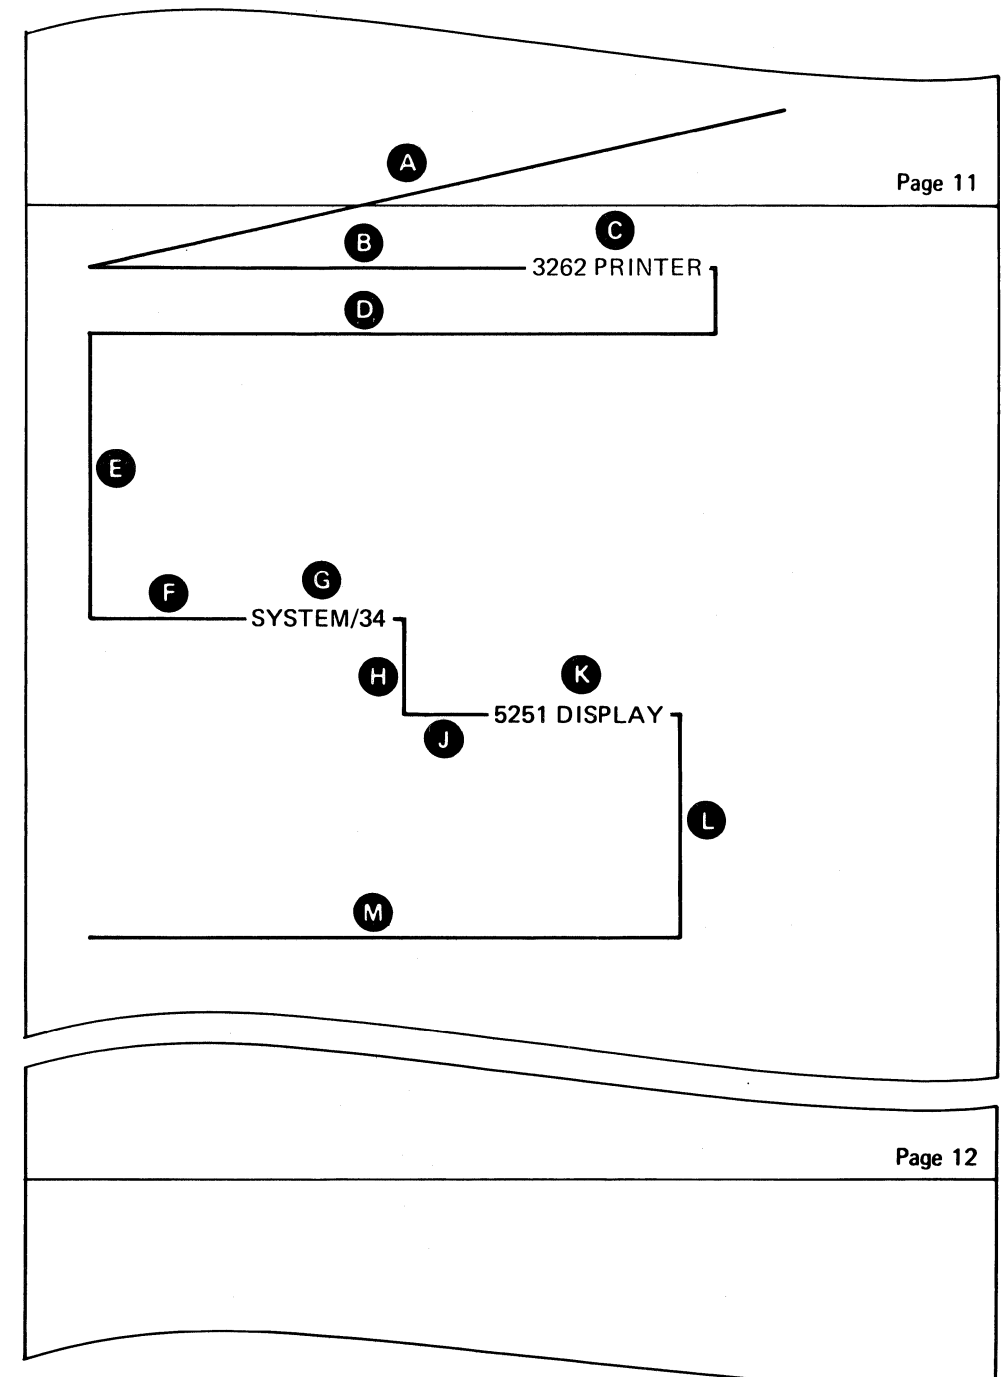 A
Page 11
B
C
3262 PRINTER
D
E
F
G
SYSTEM/34
H
K
5251 DISPLAY
J
L
M
Page 12